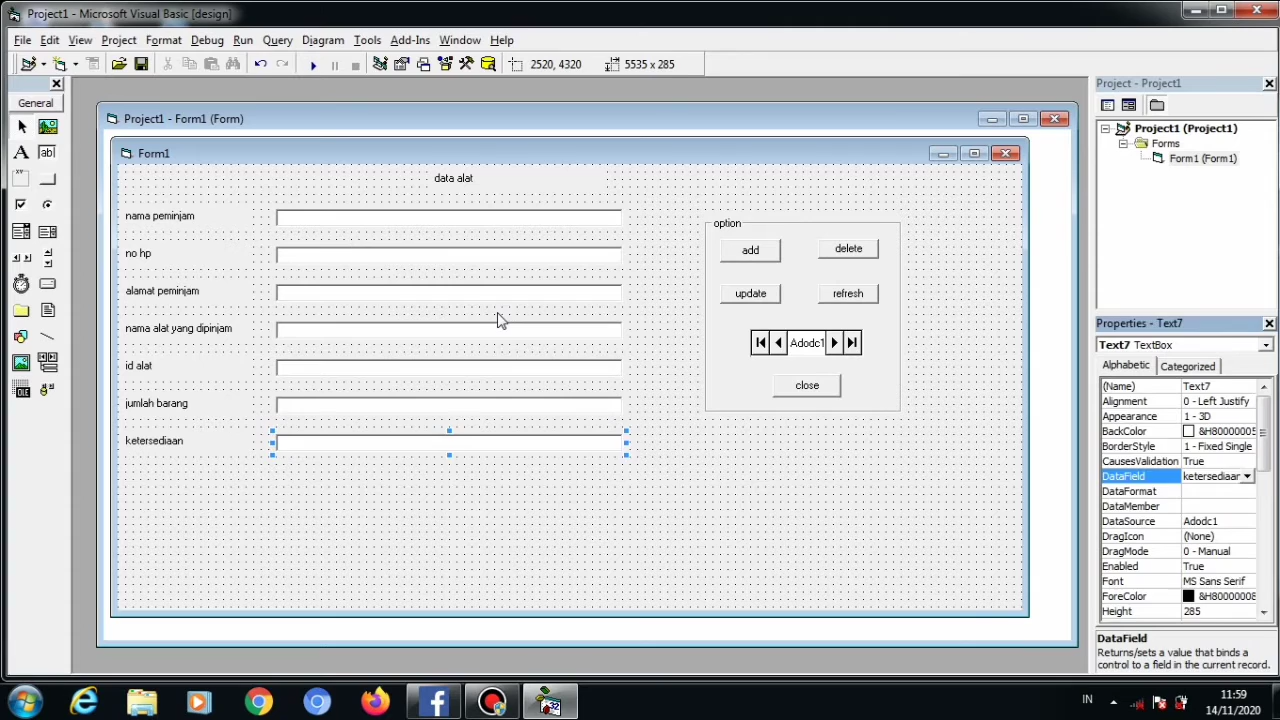 Project1 - Microsoft Visual Basic [design]
File Edit View Project Format Debug Run Query Diagram Tools Add-Ins Window Help
2520, 4320 5535 x 285
General
A ab|
xy
OLE
Project1 - Form1 (Form)
Form1
data alat
nama peminjam
no hp
alamat peminjam
nama alat yang dipinjam
id alat
jumlah barang
ketersediaan
option
add delete
update refresh
Adodc1
close
Project - Project1
Project1 (Project1)
Forms
Form1 (Form1)
Properties - Text7
Text7 TextBox
Alphabetic Categorized
(Name) Text7
Alignment 0 - Left Justify
Appearance 1 - 3D
BackColor &H80000005
BorderStyle 1 - Fixed Single
CausesValidation True
DataField ketersediaan
DataFormat
DataMember
DataSource Adodc1
DragIcon (None)
DragMode 0 - Manual
Enabled True
Font MS Sans Serif
ForeColor &H80000008
Height 285
DataField
Returns/sets a value that binds a
control to a field in the current record.
32
IN
11:59
14/11/2020